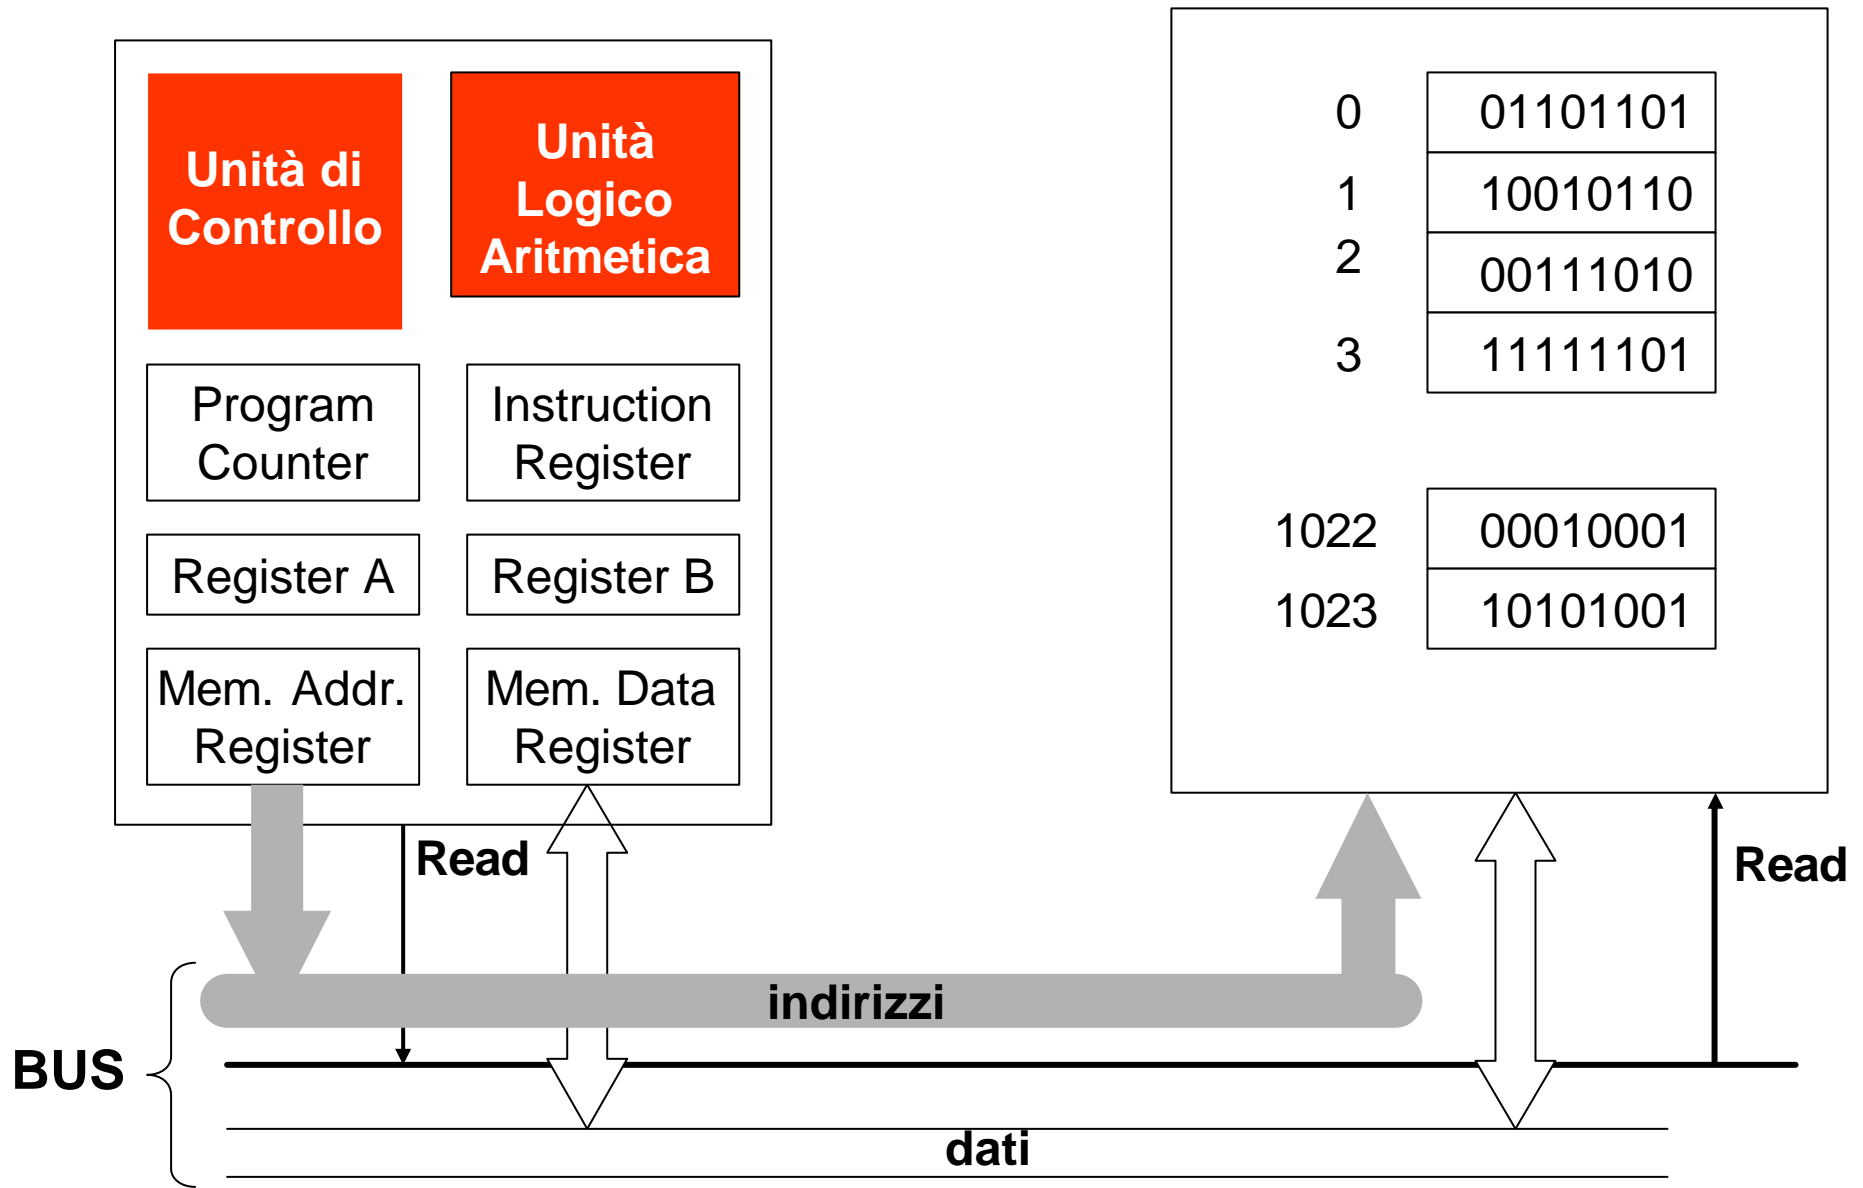 Unità di
Controllo
Unità
Logico
Aritmetica
Program
Counter
Instruction
Register
Register A
Register B
Mem. Addr.
Register
Mem. Data
Register
0 01101101
1 10010110
2 00111010
3 11111101
1022 00010001
1023 10101001
Read
Read
indirizzi
BUS
dati